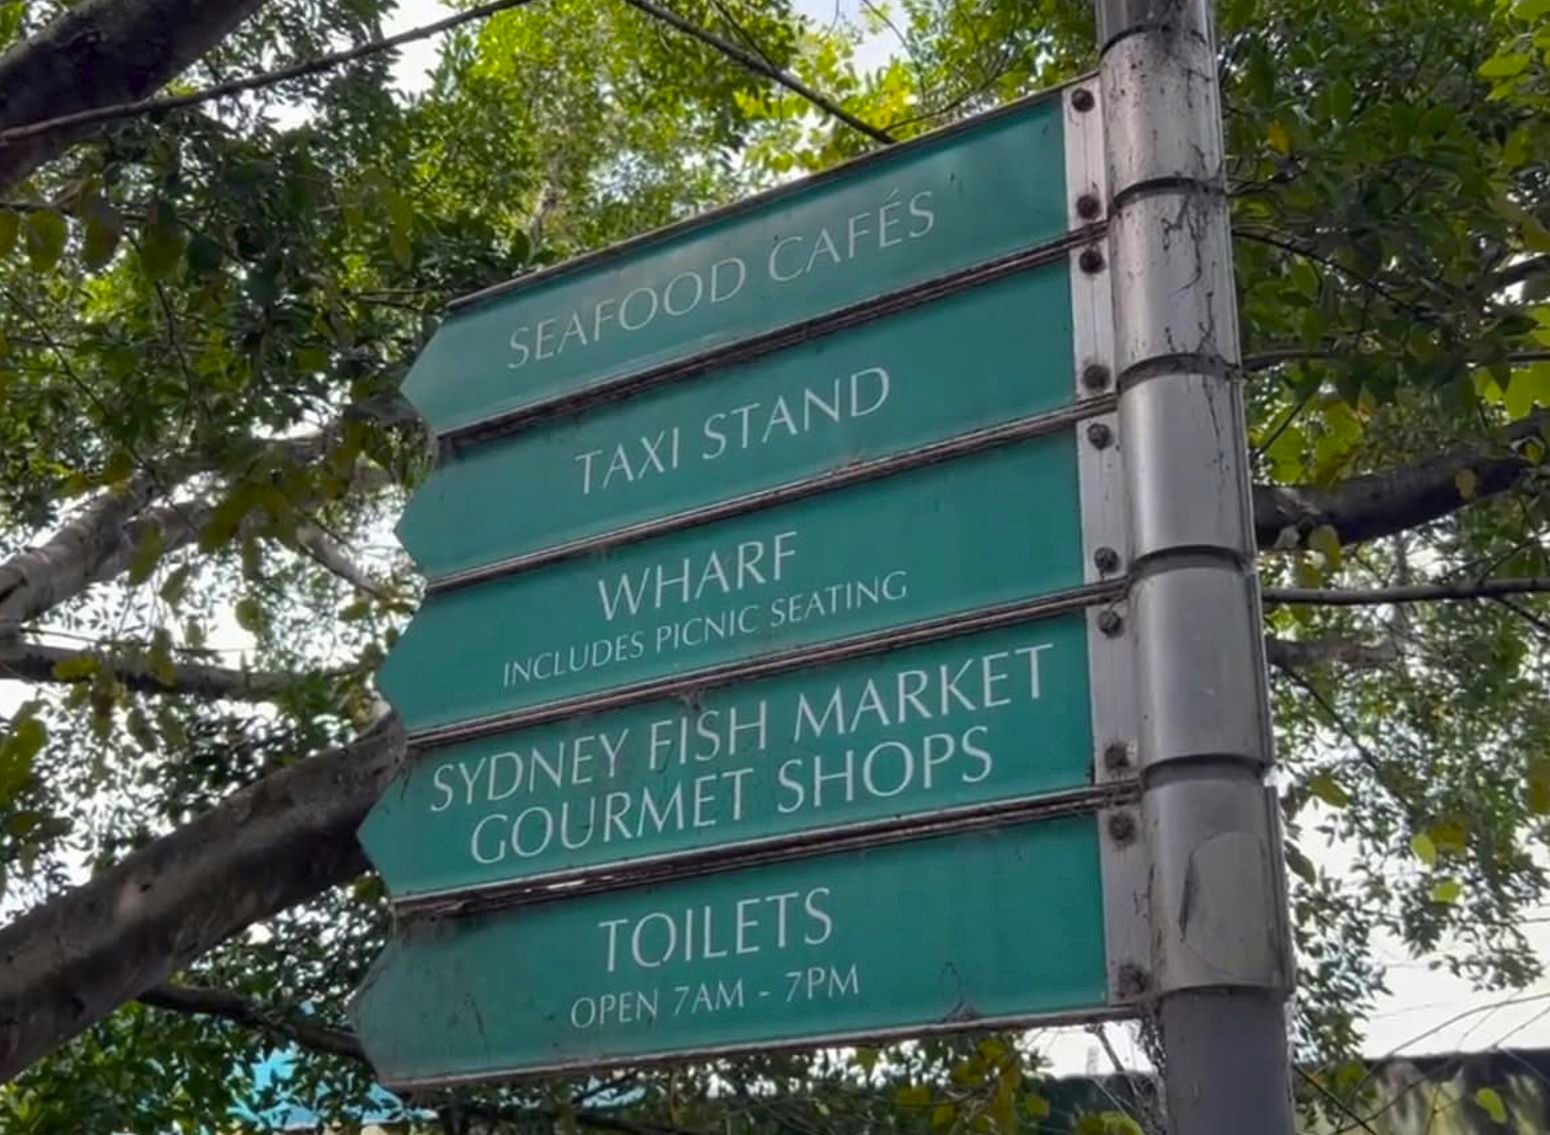 SEAFOOD CAFÉS
TAXI STAND
WHARF
INCLUDES PICNIC SEATING
SYDNEY FISH MARKET
GOURMET SHOPS
TOILETS
OPEN 7AM - 7PM